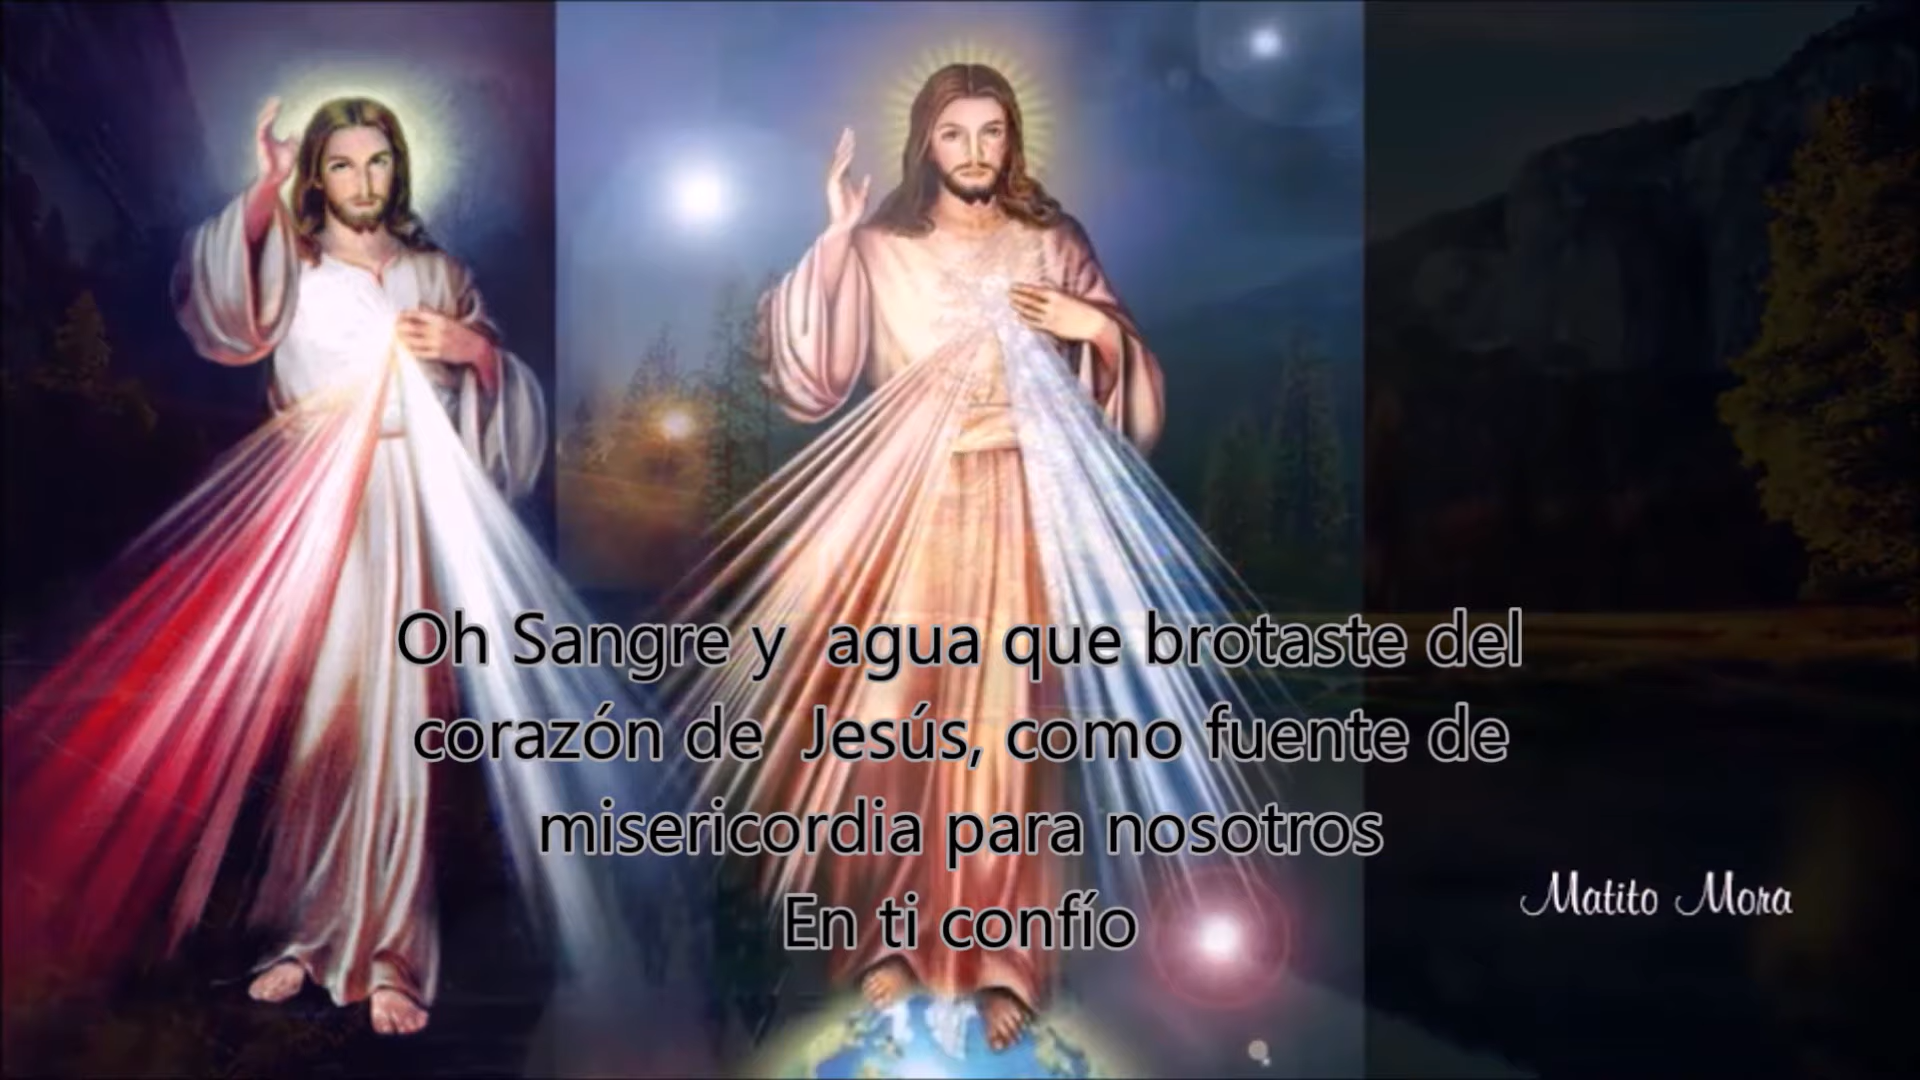 Oh Sangre y agua que brotaste del
corazón de Jesús, como fuente de
misericordia para nosotros
En ti confío
Matito Mora